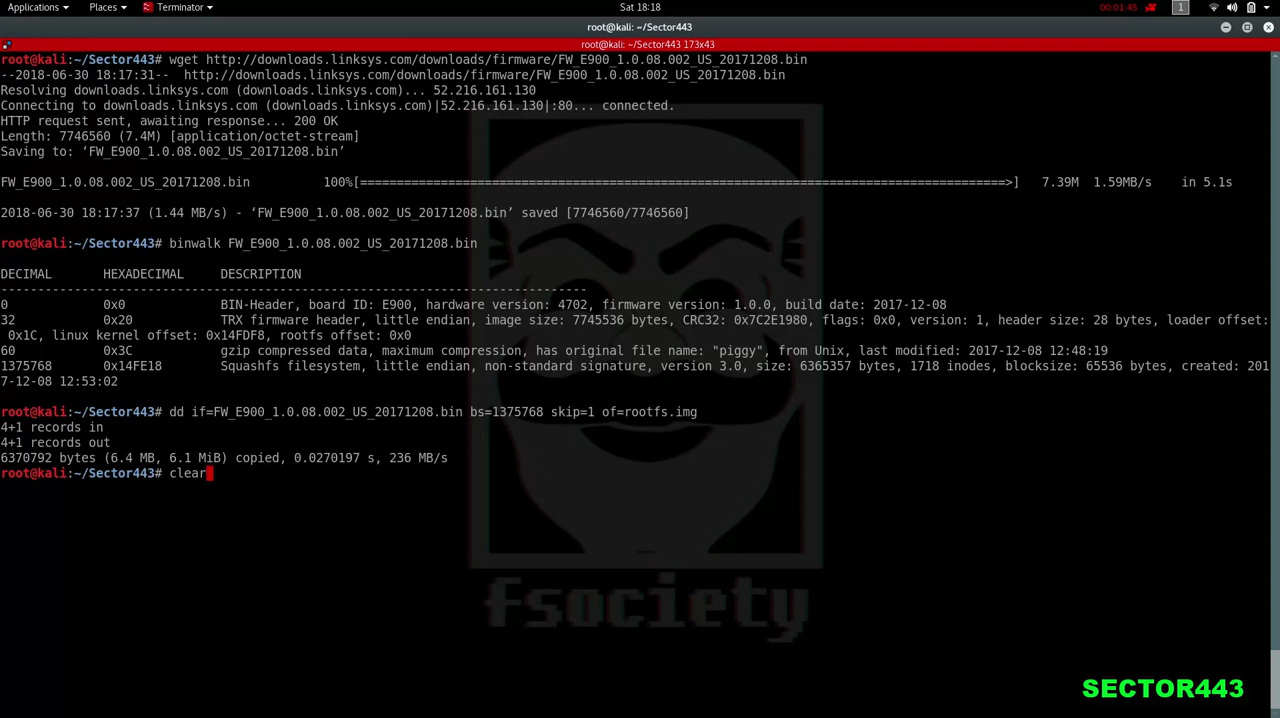 Applications Places Terminator Sat 18:18 00:01:45 1
root@kali: ~/Sector443
root@kali: ~/Sector443 173x43
root@kali:~/Sector443# wget http://downloads.linksys.com/downloads/firmware/FW_E900_1.0.08.002_US_20171208.bin
--2018-06-30 18:17:31--  http://downloads.linksys.com/downloads/firmware/FW_E900_1.0.08.002_US_20171208.bin
Resolving downloads.linksys.com (downloads.linksys.com)... 52.216.161.130
Connecting to downloads.linksys.com (downloads.linksys.com)|52.216.161.130|:80... connected.
HTTP request sent, awaiting response... 200 OK
Length: 7746560 (7.4M) [application/octet-stream]
Saving to: ‘FW_E900_1.0.08.002_US_20171208.bin’
FW_E900_1.0.08.002_US_20171208.bin 100%[========================================================================================>] 7.39M 1.59MB/s in 5.1s
2018-06-30 18:17:37 (1.44 MB/s) - ‘FW_E900_1.0.08.002_US_20171208.bin’ saved [7746560/7746560]
root@kali:~/Sector443# binwalk FW_E900_1.0.08.002_US_20171208.bin
DECIMAL HEXADECIMAL DESCRIPTION
--------------------------------------------------------------------------------
0 0x0 BIN-Header, board ID: E900, hardware version: 4702, firmware version: 1.0.0, build date: 2017-12-08
32 0x20 TRX firmware header, little endian, image size: 7745536 bytes, CRC32: 0x7C2E1980, flags: 0x0, version: 1, header size: 28 bytes, loader offset:
0x1C, linux kernel offset: 0x14FDF8, rootfs offset: 0x0
60 0x3C gzip compressed data, maximum compression, has original file name: "piggy", from Unix, last modified: 2017-12-08 12:48:19
1375768 0x14FE18 Squashfs filesystem, little endian, non-standard signature, version 3.0, size: 6365357 bytes, 1718 inodes, blocksize: 65536 bytes, created: 201
7-12-08 12:53:02
root@kali:~/Sector443# dd if=FW_E900_1.0.08.002_US_20171208.bin bs=1375768 skip=1 of=rootfs.img
4+1 records in
4+1 records out
6370792 bytes (6.4 MB, 6.1 MiB) copied, 0.0270197 s, 236 MB/s
root@kali:~/Sector443# clear
fsociety
SECTOR443